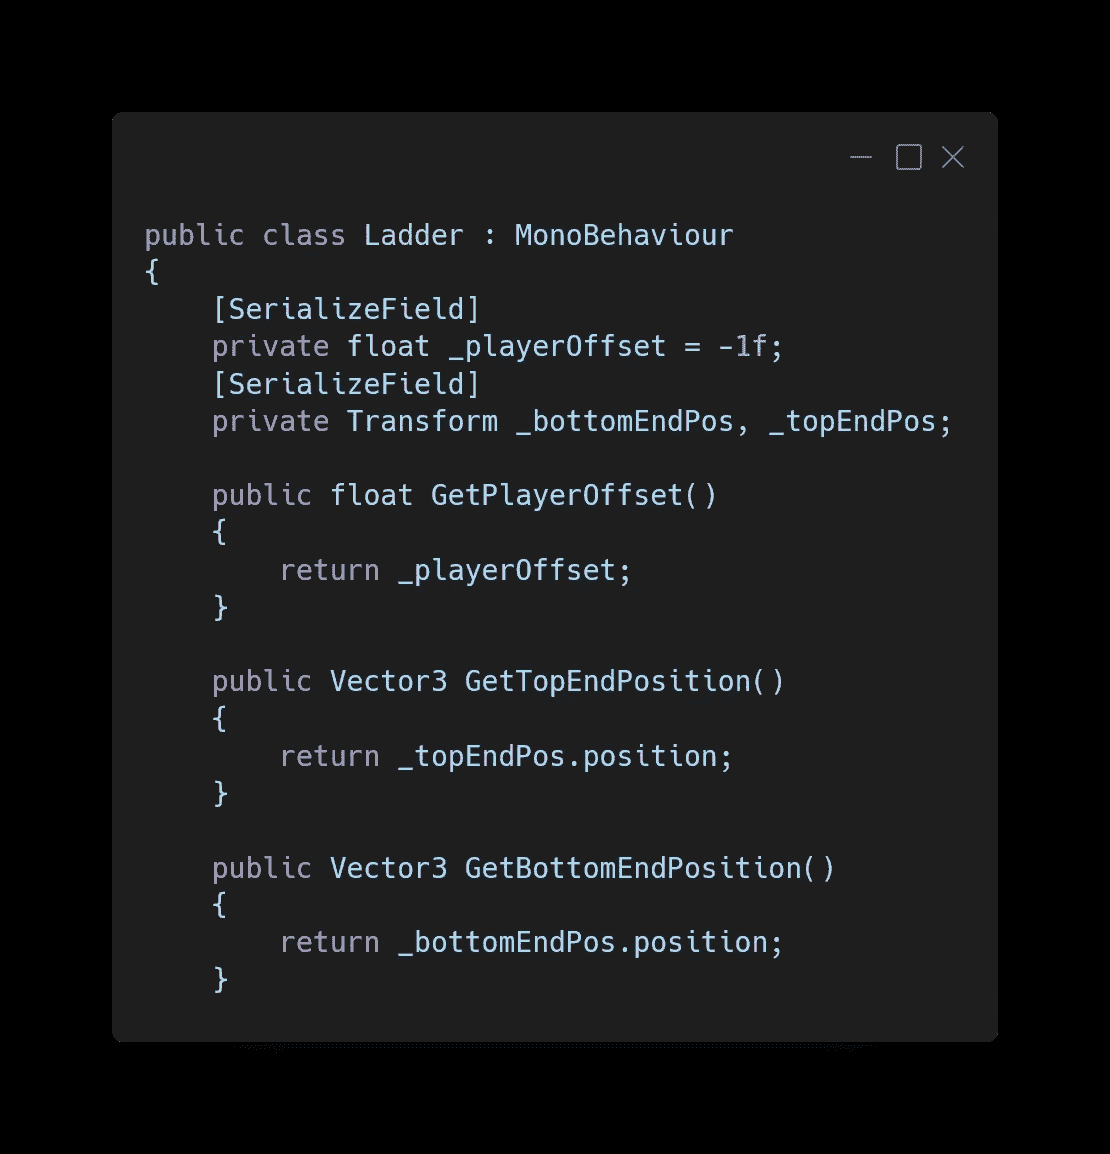 public class Ladder : MonoBehaviour
{
    [SerializeField]
    private float _playerOffset = -1f;
    [SerializeField]
    private Transform _bottomEndPos, _topEndPos;

    public float GetPlayerOffset()
    {
        return _playerOffset;
    }

    public Vector3 GetTopEndPosition()
    {
        return _topEndPos.position;
    }

    public Vector3 GetBottomEndPosition()
    {
        return _bottomEndPos.position;
    }